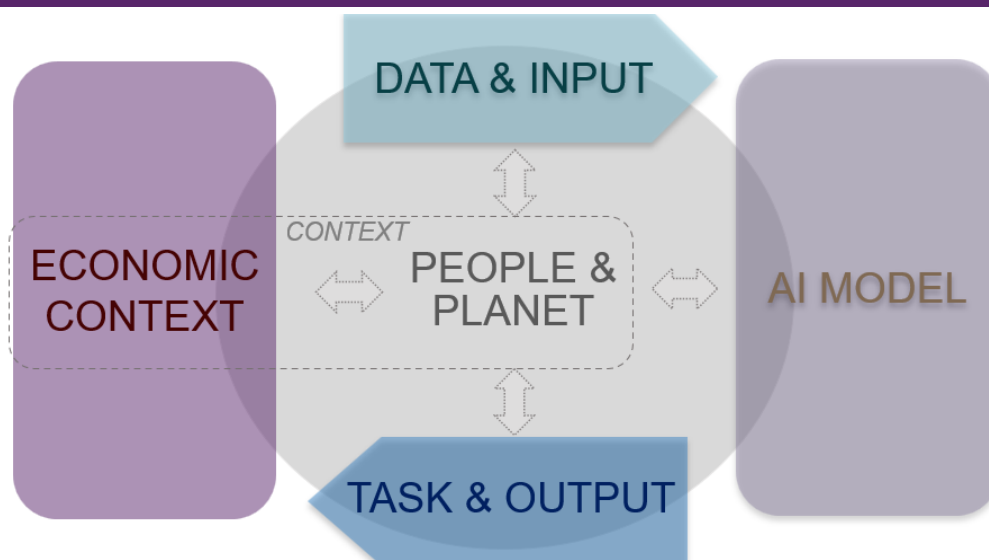 DATA & INPUT
CONTEXT
ECONOMIC
CONTEXT
PEOPLE &
PLANET
AI MODEL
TASK & OUTPUT